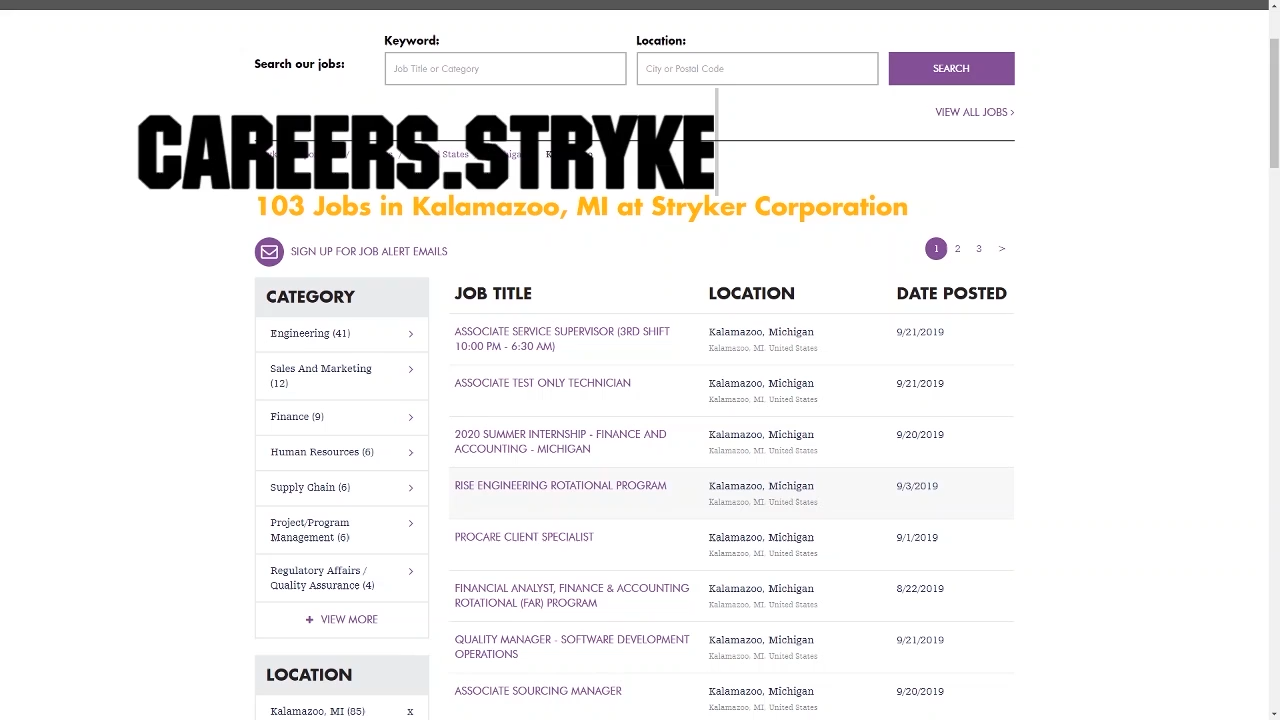 Keyword:
Location:
Search our jobs:
Job Title or Category
City or Postal Code
SEARCH
VIEW ALL JOBS >
CAREERS.STRYKE
103 Jobs in Kalamazoo, MI at Stryker Corporation
SIGN UP FOR JOB ALERT EMAILS
1 2 3 >
CATEGORY
Engineering (41)
Sales And Marketing
(12)
Finance (9)
Human Resources (6)
Supply Chain (6)
Project/Program
Management (6)
Regulatory Affairs /
Quality Assurance (4)
+ VIEW MORE
LOCATION
Kalamazoo, MI (85) x
JOB TITLE LOCATION DATE POSTED
ASSOCIATE SERVICE SUPERVISOR (3RD SHIFT
10:00 PM - 6:30 AM)
Kalamazoo, Michigan
Kalamazoo, MI, United States
9/21/2019
ASSOCIATE TEST ONLY TECHNICIAN
Kalamazoo, Michigan
Kalamazoo, MI, United States
9/21/2019
2020 SUMMER INTERNSHIP - FINANCE AND
ACCOUNTING - MICHIGAN
Kalamazoo, Michigan
Kalamazoo, MI, United States
9/20/2019
RISE ENGINEERING ROTATIONAL PROGRAM
Kalamazoo, Michigan
Kalamazoo, MI, United States
9/3/2019
PROCARE CLIENT SPECIALIST
Kalamazoo, Michigan
Kalamazoo, MI, United States
9/1/2019
FINANCIAL ANALYST, FINANCE & ACCOUNTING
ROTATIONAL (FAR) PROGRAM
Kalamazoo, Michigan
Kalamazoo, MI, United States
8/22/2019
QUALITY MANAGER - SOFTWARE DEVELOPMENT
OPERATIONS
Kalamazoo, Michigan
Kalamazoo, MI, United States
9/21/2019
ASSOCIATE SOURCING MANAGER
Kalamazoo, Michigan
Kalamazoo, MI, United States
9/20/2019